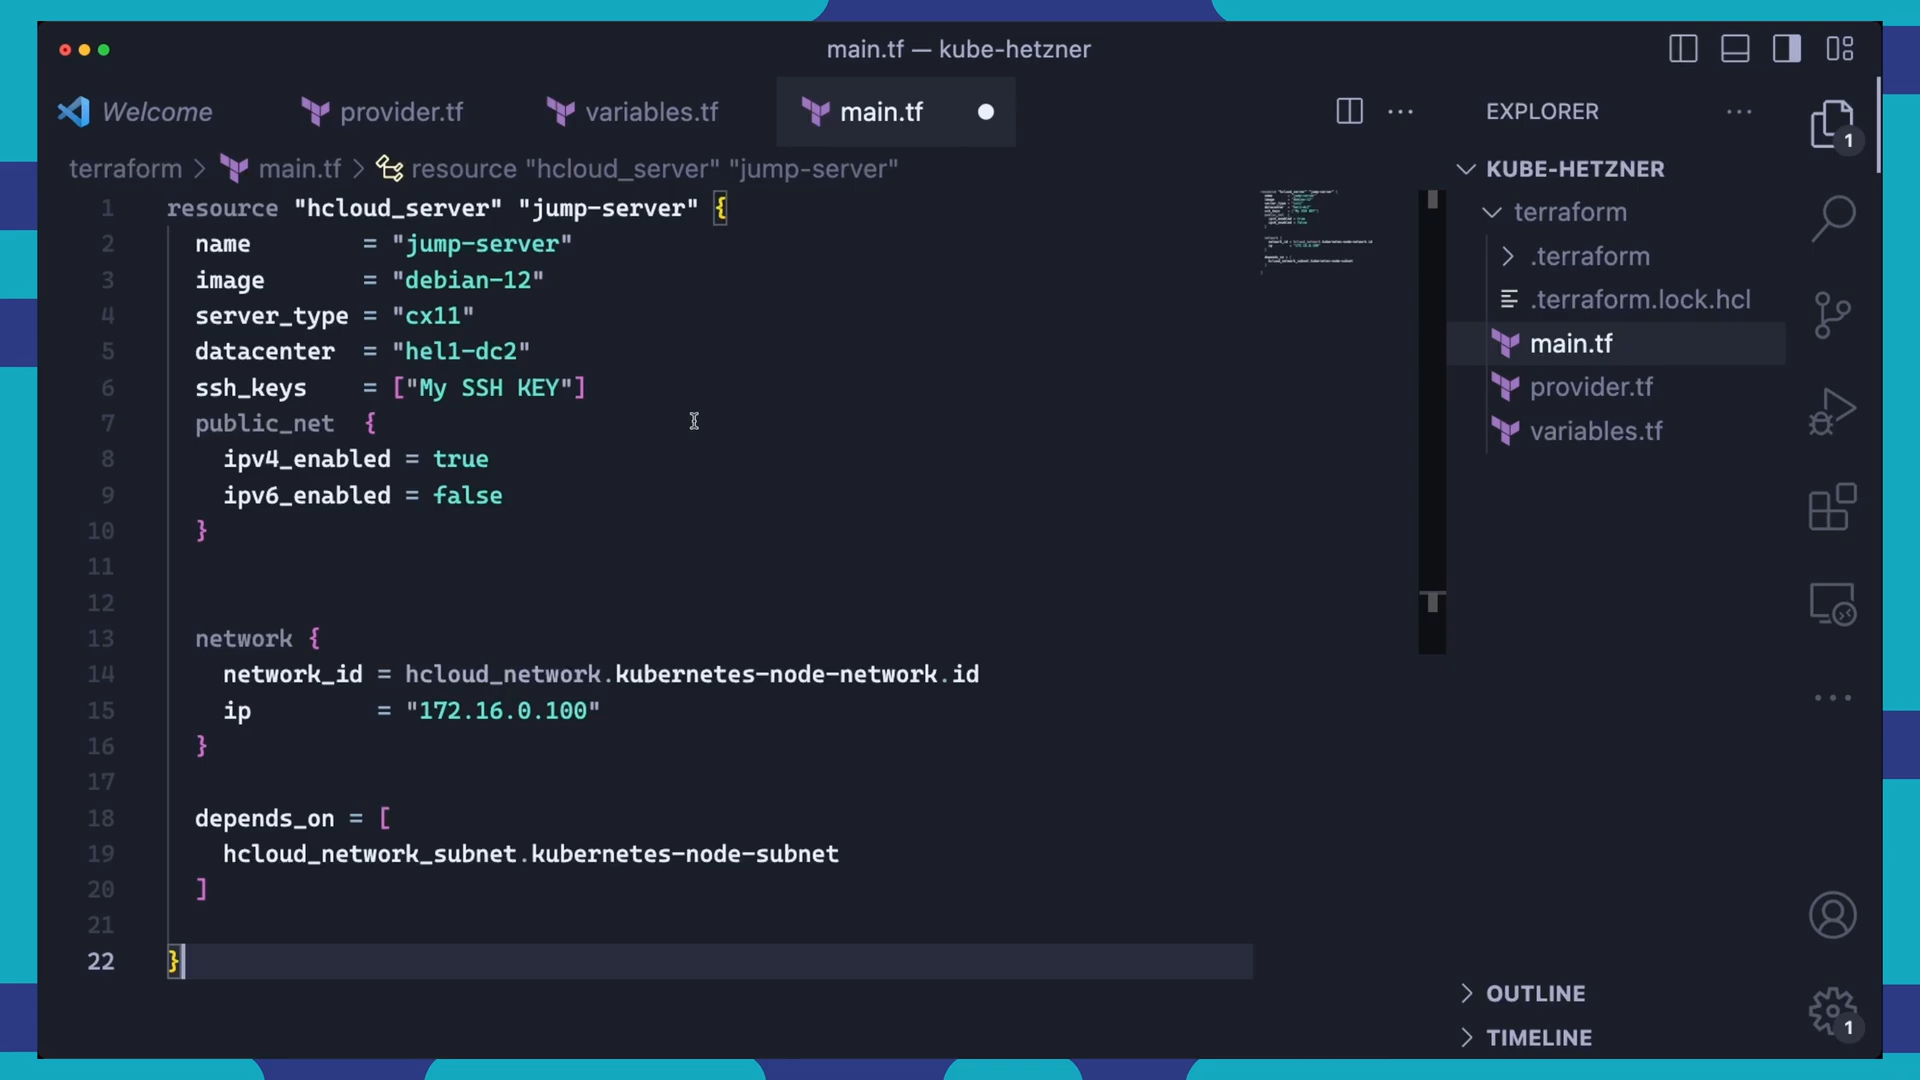 main.tf — kube-hetzner
Welcome
provider.tf
variables.tf
main.tf
EXPLORER
1
terraform > main.tf > resource "hcloud_server" "jump-server"
KUBE-HETZNER
terraform
.terraform
.terraform.lock.hcl
main.tf
provider.tf
variables.tf
1 resource "hcloud_server" "jump-server" {
2 name = "jump-server"
3 image = "debian-12"
4 server_type = "cx11"
5 datacenter = "hel1-dc2"
6 ssh_keys = ["My SSH KEY"]
7 public_net {
8 ipv4_enabled = true
9 ipv6_enabled = false
10 }
11
12
13 network {
14 network_id = hcloud_network.kubernetes-node-network.id
15 ip = "172.16.0.100"
16 }
17
18 depends_on = [
19 hcloud_network_subnet.kubernetes-node-subnet
20 ]
21
22 }
OUTLINE
TIMELINE
1